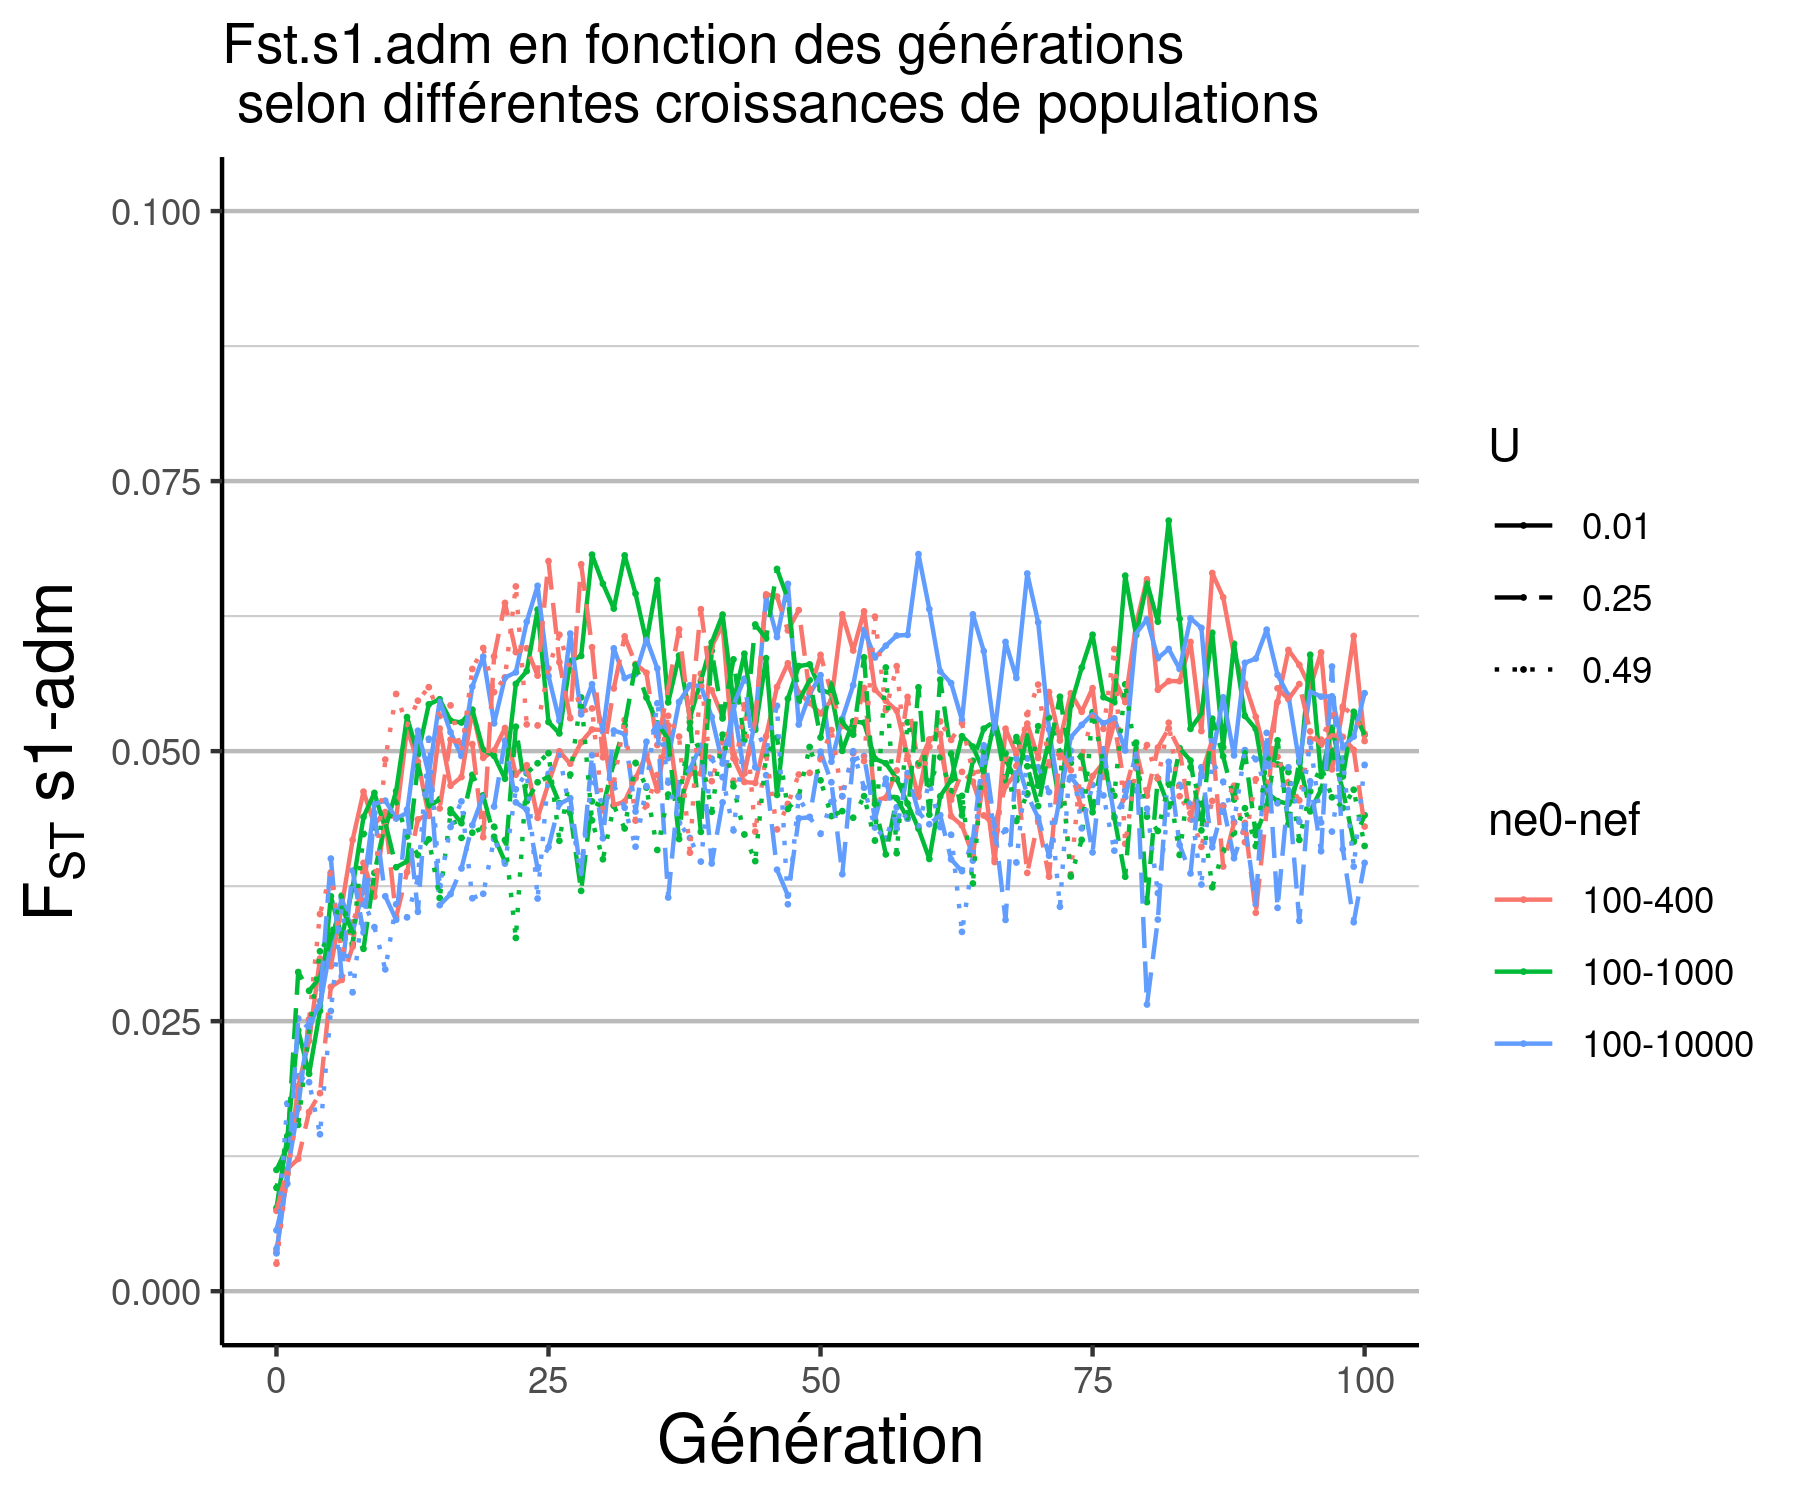 Fst.s1.adm en fonction des générations
selon différentes croissances de populations
0.100
0.075
0.050
0.025
0.000
F_ST s1-adm
0
25
50
75
100
Génération
U
0.01
0.25
0.49
ne0-nef
100-400
100-1000
100-10000